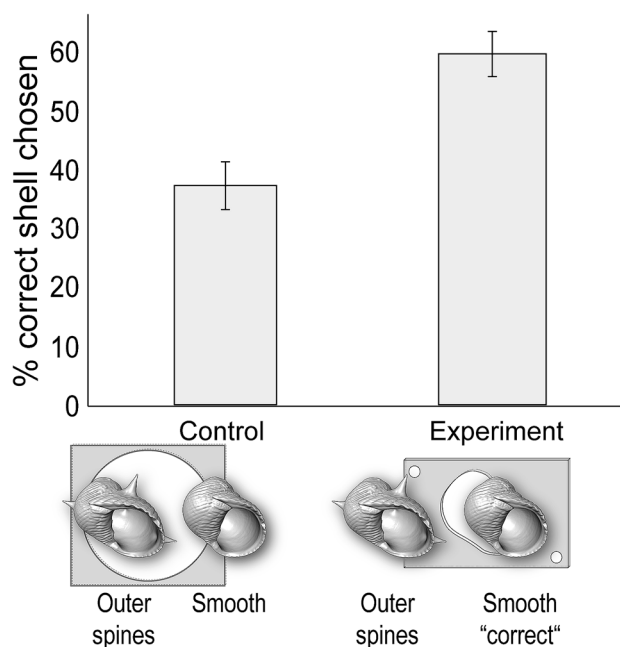 % correct shell chosen
60
50
40
30
20
10
0
Control Experiment
Outer spines
Smooth
Outer spines
Smooth “correct“